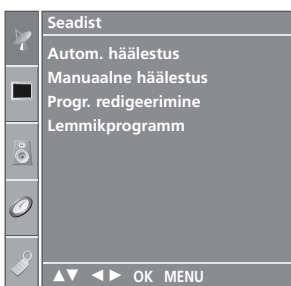 Seadist
Autom. häälestus
Manuaalne häälestus
Progr. redigeerimine
Lemmikprogramm
▲▼ ◄► OK MENU